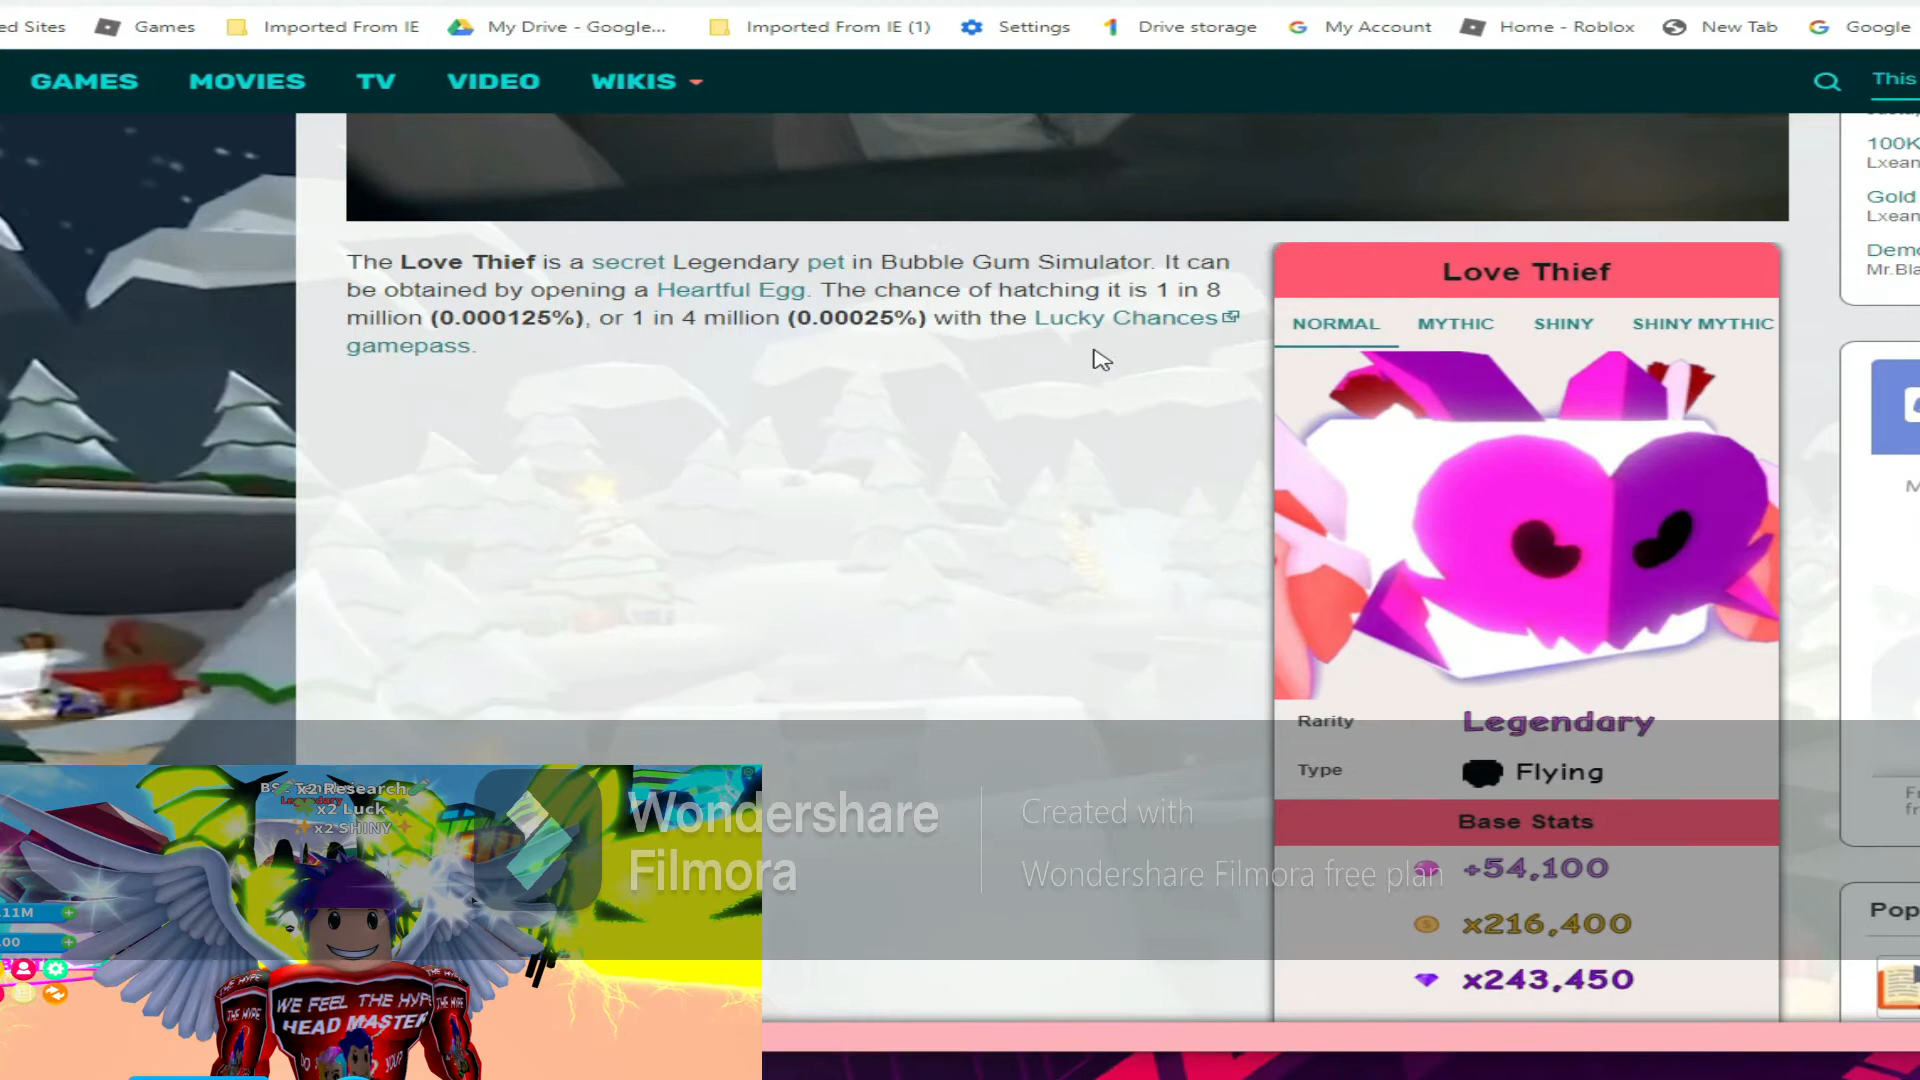 ed Sites Games Imported From IE My Drive - Google... Imported From IE (1) Settings Drive storage My Account Home - Roblox New Tab Google
GAMES MOVIES TV VIDEO WIKIS This
100K
Lxean
Gold
Lxean
Demo
Mr.Bla
The Love Thief is a secret Legendary pet in Bubble Gum Simulator. It can
be obtained by opening a Heartful Egg. The chance of hatching it is 1 in 8
million (0.000125%), or 1 in 4 million (0.00025%) with the Lucky Chances
gamepass.
Love Thief
NORMAL MYTHIC SHINY SHINY MYTHIC
Rarity Legendary
Type Flying
Base Stats
+54,100
x216,400
x243,450
Pop
x2 Research
x2 Luck
x2 SHINY
Wondershare
Filmora
Created with
Wondershare Filmora free plan
.11M
.00
THE HYPE
WE FEEL THE HYPE
HEAD MASTER